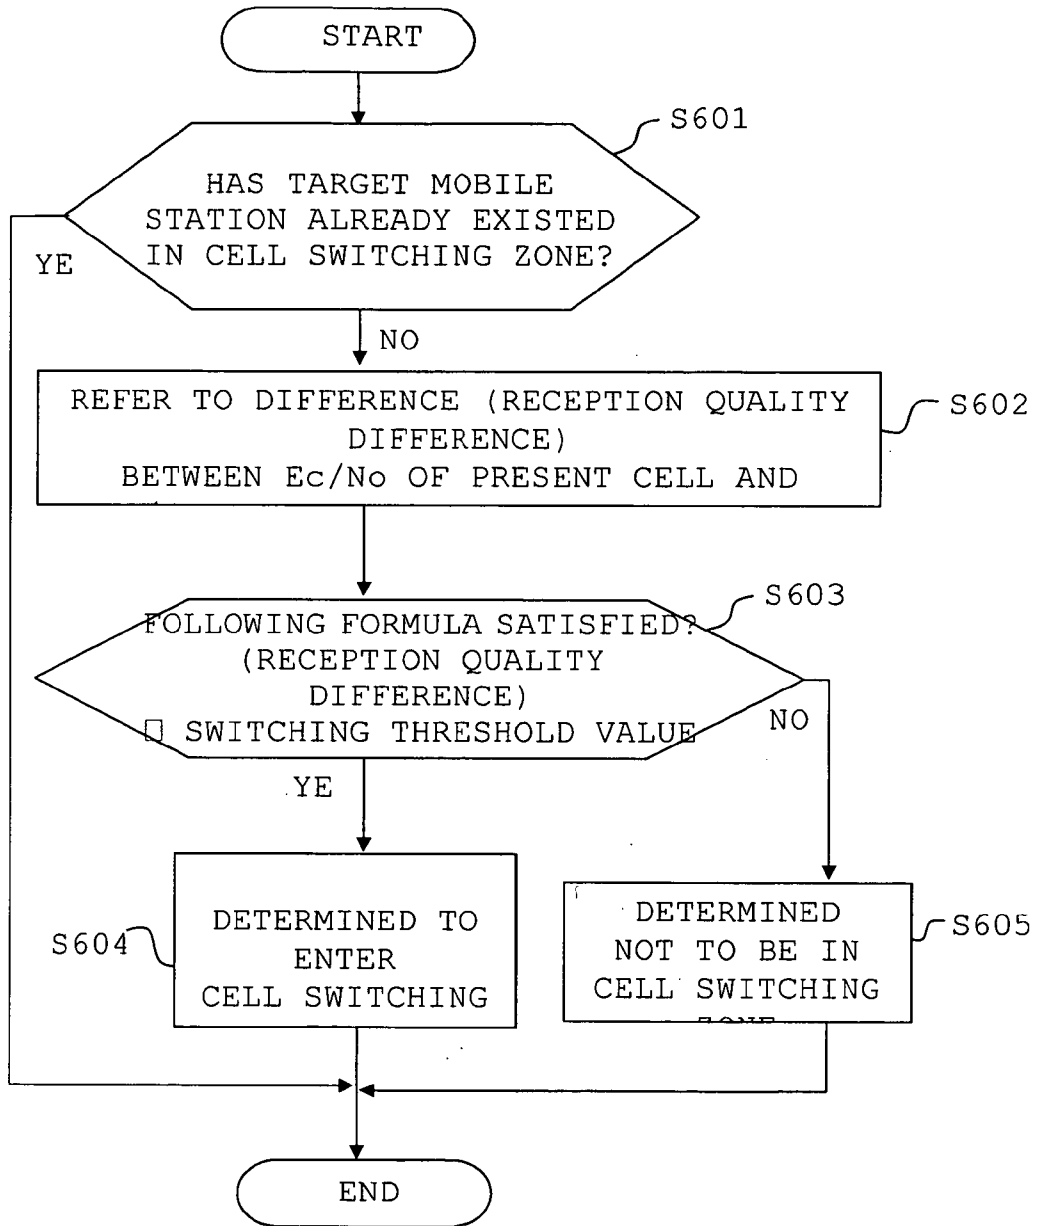 START
S601
HAS TARGET MOBILE
STATION ALREADY EXISTED
IN CELL SWITCHING ZONE?
YE
NO
REFER TO DIFFERENCE (RECEPTION QUALITY
DIFFERENCE)
BETWEEN Ec/No OF PRESENT CELL AND
S602
S603
FOLLOWING FORMULA SATISFIED?
(RECEPTION QUALITY
DIFFERENCE)
□ SWITCHING THRESHOLD VALUE
NO
YE
DETERMINED TO
ENTER
CELL SWITCHING
S604
DETERMINED
NOT TO BE IN
CELL SWITCHING
ZONE
S605
END